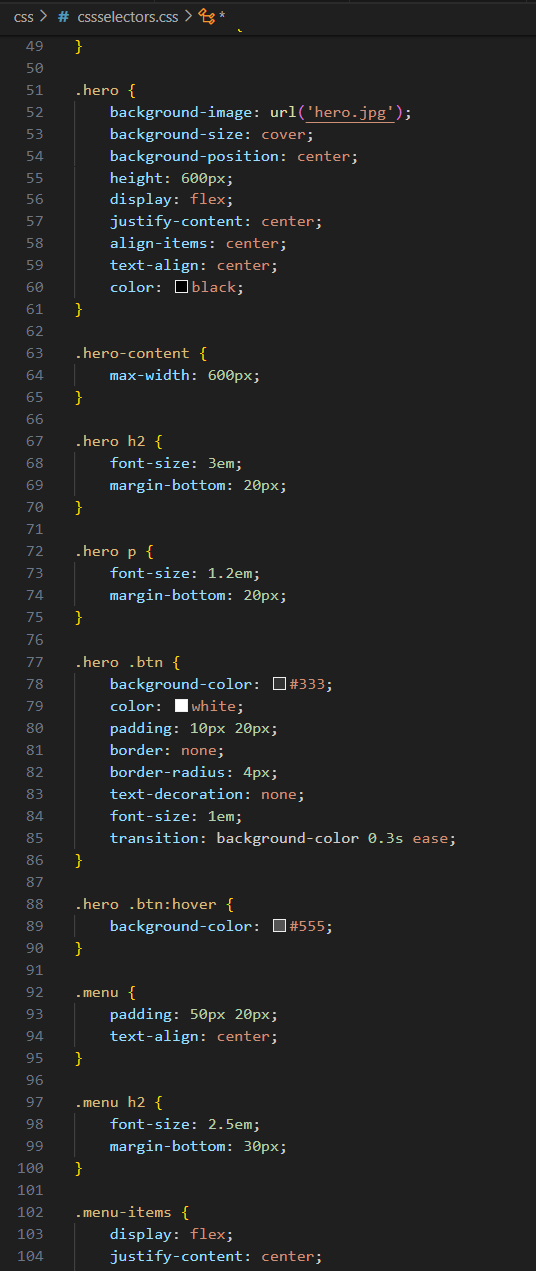 css > # cssselectors.css > *
49 }
50
51 .hero {
52 background-image: url('hero.jpg');
53 background-size: cover;
54 background-position: center;
55 height: 600px;
56 display: flex;
57 justify-content: center;
58 align-items: center;
59 text-align: center;
60 color: black;
61 }
62
63 .hero-content {
64 max-width: 600px;
65 }
66
67 .hero h2 {
68 font-size: 3em;
69 margin-bottom: 20px;
70 }
71
72 .hero p {
73 font-size: 1.2em;
74 margin-bottom: 20px;
75 }
76
77 .hero .btn {
78 background-color: #333;
79 color: white;
80 padding: 10px 20px;
81 border: none;
82 border-radius: 4px;
83 text-decoration: none;
84 font-size: 1em;
85 transition: background-color 0.3s ease;
86 }
87
88 .hero .btn:hover {
89 background-color: #555;
90 }
91
92 .menu {
93 padding: 50px 20px;
94 text-align: center;
95 }
96
97 .menu h2 {
98 font-size: 2.5em;
99 margin-bottom: 30px;
100 }
101
102 .menu-items {
103 display: flex;
104 justify-content: center;